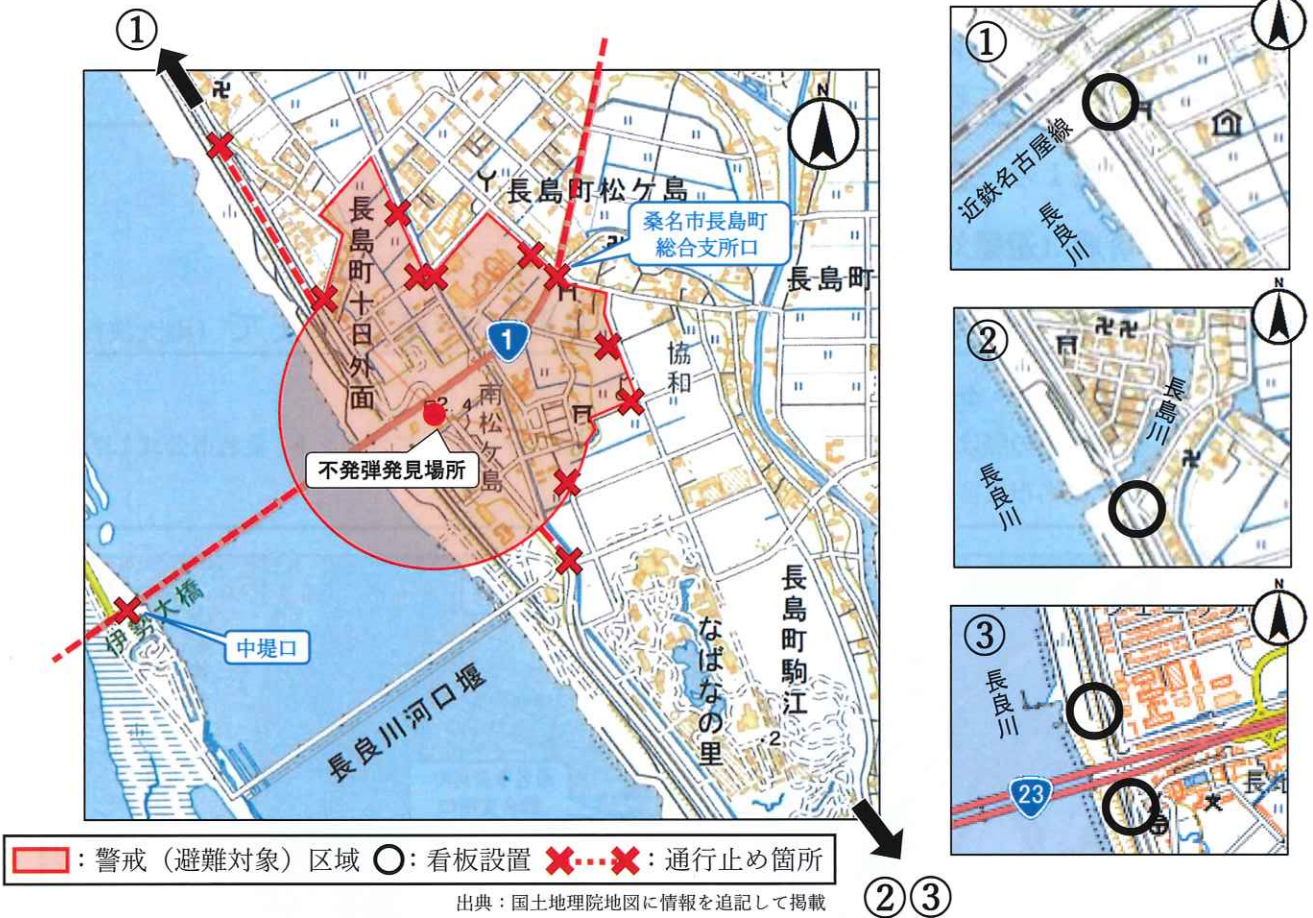 ①
N
長島町松ケ島
桑名市長島町
総合支所口
長島町
長島町十日外面
1
協和
2.4
南松ケ島
不発弾発見場所
伊勢大橋
中堤口
長良川河口堰
なばなの里
長島町駒江
2
②③
①
N
近鉄名古屋線
長良川
②
N
長島川
長良川
③
N
長良川
23
:警戒(避難対象)区域 :看板設置 :通行止め箇所
出典:国土地理院地図に情報を追記して掲載